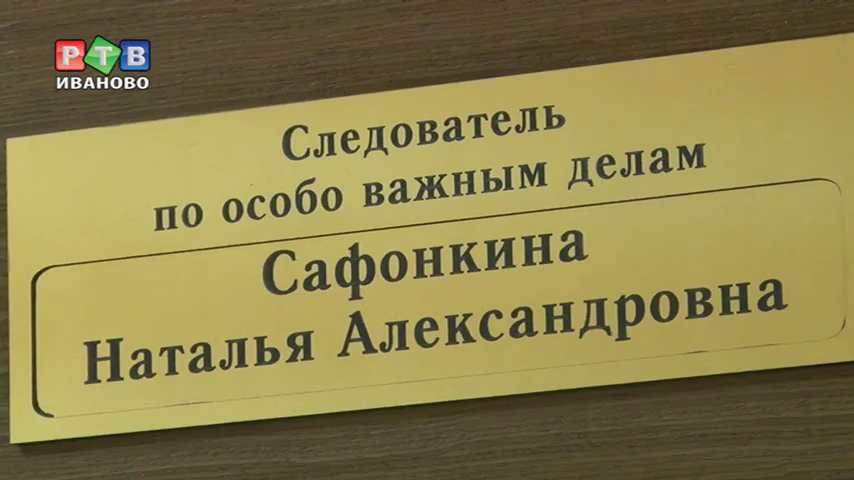 РТВ
ИВАНОВО
Следователь
по особо важным делам
Сафонкина
Наталья Александровна